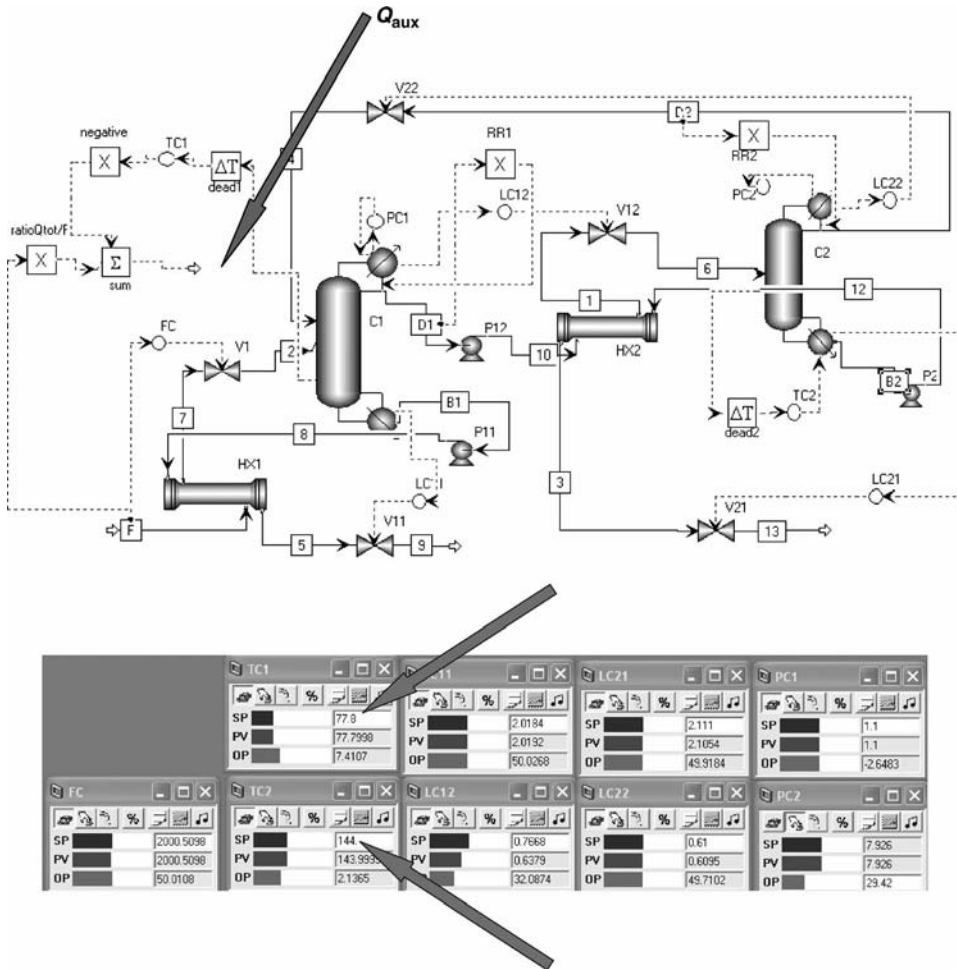 Qaux
V22
D2
negative
TC1
X
ΔT
dead1
4
RR1
X
X
RR2
PC2
LC22
ratioQtot/F
X
Σ
sum
PC1
LC12
V12
6
C2
FC
V1
2
C1
D1
P12
1
10
HX2
12
7
B1
8
P11
B2
P2
ΔT
dead2
TC2
HX1
3
LC21
F
5
V11
9
V21
13
TC1
SP 77.8
PV 77.7998
OP 7.4107
LC11
SP 2.0184
PV 2.0192
OP 50.0268
LC21
SP 2.111
PV 2.1054
OP 49.9184
PC1
SP 1.1
PV 1.1
OP -2.6483
FC
SP 2000.5098
PV 2000.5098
OP 50.0108
TC2
SP 144.
PV 143.9999
OP 2.1365
LC12
SP 0.7668
PV 0.6379
OP 32.0874
LC22
SP 0.61
PV 0.6095
OP 49.7102
PC2
SP 7.926
PV 7.926
OP 29.42